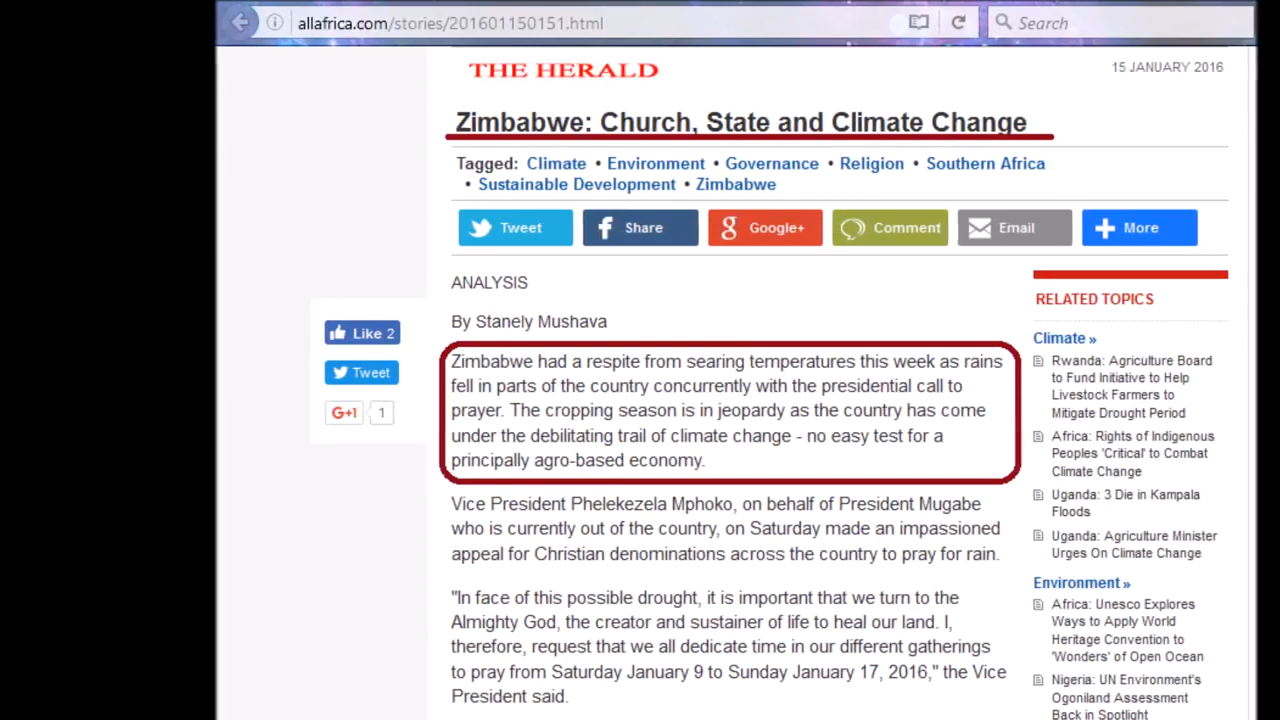 allafrica.com/stories/201601150151.html
Search
THE HERALD
15 JANUARY 2016
Zimbabwe: Church, State and Climate Change
Tagged: Climate • Environment • Governance • Religion • Southern Africa
• Sustainable Development • Zimbabwe
Tweet
Share
Google+
Comment
Email
More
ANALYSIS
By Stanely Mushava
Like 2
Tweet
G+1
1
Zimbabwe had a respite from searing temperatures this week as rains
fell in parts of the country concurrently with the presidential call to
prayer. The cropping season is in jeopardy as the country has come
under the debilitating trail of climate change - no easy test for a
principally agro-based economy.
Vice President Phelekezela Mphoko, on behalf of President Mugabe
who is currently out of the country, on Saturday made an impassioned
appeal for Christian denominations across the country to pray for rain.
"In face of this possible drought, it is important that we turn to the
Almighty God, the creator and sustainer of life to heal our land. I,
therefore, request that we all dedicate time in our different gatherings
to pray from Saturday January 9 to Sunday January 17, 2016," the Vice
President said.
RELATED TOPICS
Climate »
Rwanda: Agriculture Board
to Fund Initiative to Help
Livestock Farmers to
Mitigate Drought Period
Africa: Rights of Indigenous
Peoples 'Critical' to Combat
Climate Change
Uganda: 3 Die in Kampala
Floods
Uganda: Agriculture Minister
Urges On Climate Change
Environment »
Africa: Unesco Explores
Ways to Apply World
Heritage Convention to
'Wonders' of Open Ocean
Nigeria: UN Environment's
Ogoniland Assessment
Back in Spotlight